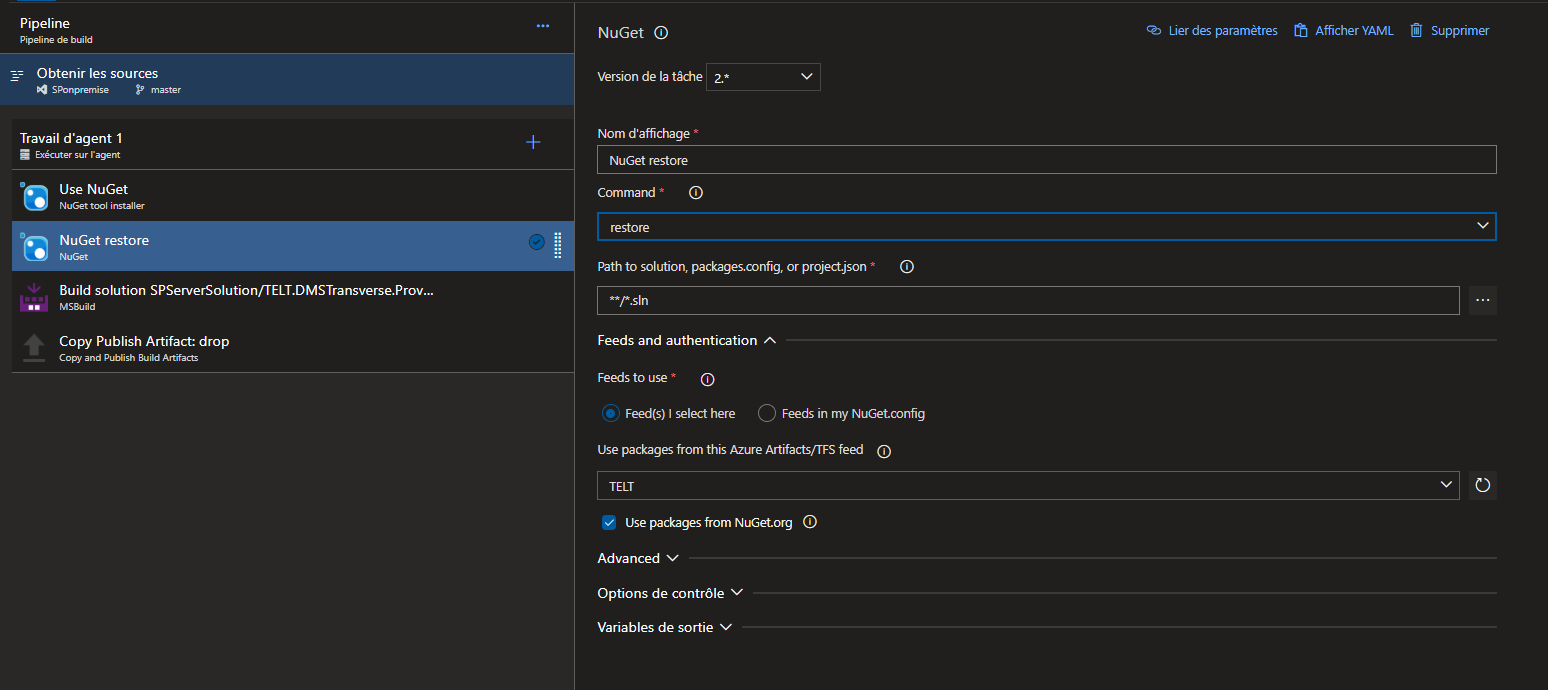 Pipeline
Pipeline de build
...
Obtenir les sources
SPonpremise master
Travail d'agent 1
Exécuter sur l'agent
+
Use NuGet
NuGet tool installer
NuGet restore
NuGet
Build solution SPServerSolution/TELT.DMSTransverse.Prov...
MSBuild
Copy Publish Artifact: drop
Copy and Publish Build Artifacts
NuGet
Lier des paramètres Afficher YAML Supprimer
Version de la tâche 2.*
Nom d'affichage *
NuGet restore
Command *
restore
Path to solution, packages.config, or project.json *
**/*.sln
...
Feeds and authentication
Feeds to use *
Feed(s) I select here Feeds in my NuGet.config
Use packages from this Azure Artifacts/TFS feed
TELT
Use packages from NuGet.org
Advanced
Options de contrôle
Variables de sortie